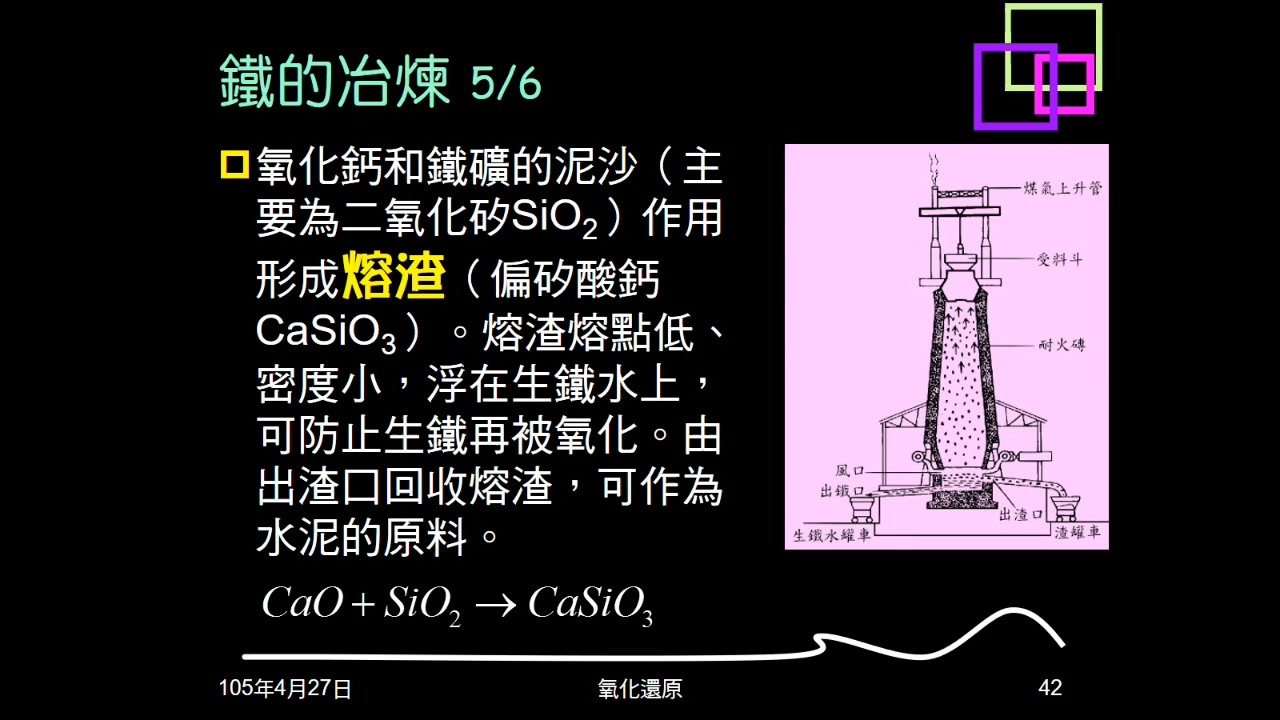 鐵的冶煉 5/6
氧化鈣和鐵礦的泥沙（主
要為二氧化矽SiO₂）作用
形成熔渣（偏矽酸鈣
CaSiO₃）。熔渣熔點低、
密度小，浮在生鐵水上，
可防止生鐵再被氧化。由
出渣口回收熔渣，可作為
水泥的原料。
CaO + SiO₂ → CaSiO₃
煤氣上升管
受料斗
耐火磚
風口
出鐵口
出渣口
生鐵水罐車
渣罐車
105年4月27日
氧化還原
42